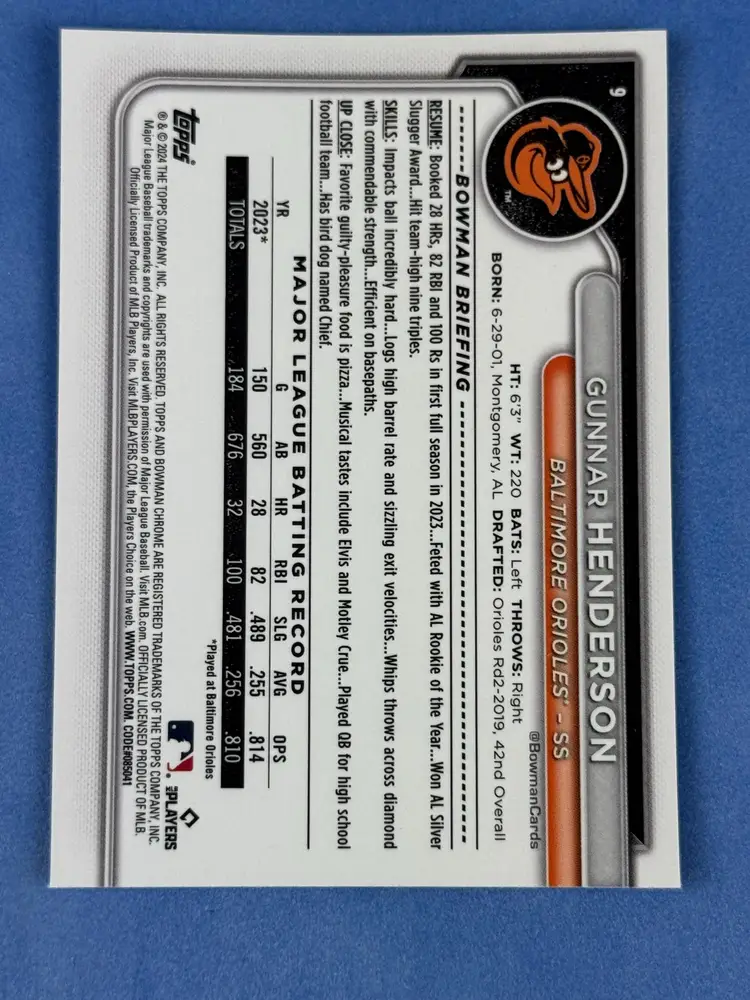 9
GUNNAR HENDERSON
BALTIMORE ORIOLES® – SS
@BowmanCards
HT: 6'3" WT: 220 BATS: Left THROWS: Right
BORN: 6-29-01, Montgomery, AL DRAFTED: Orioles Rd2-2019, 42nd Overall
TM
BOWMAN BRIEFING
RESUME: Booked 28 HRs, 82 RBI and 100 Rs in first full season in 2023...Feted with AL Rookie of the Year...Won AL Silver
Slugger Award...Hit team-high nine triples.
SKILLS: Impacts ball incredibly hard...Logs high barrel rate and sizzling exit velocities...Whips throws across diamond
with commendable strength...Efficient on basepaths.
UP CLOSE: Favorite guilty-pleasure food is pizza...Musical tastes include Elvis and Motley Crue...Played QB for high school
football team...Has bird dog named Chief.
MAJOR LEAGUE BATTING RECORD
YR G AB HR RBI SLG AVG OPS
2023* 150 560 28 82 .489 .255 .814
TOTALS 184 676 32 100 .481 .256 .810
*Played at Baltimore Orioles
Topps
MLB PLAYERS
® & © 2024 THE TOPPS COMPANY, INC. ALL RIGHTS RESERVED. TOPPS AND BOWMAN CHROME ARE REGISTERED TRADEMARKS OF THE TOPPS COMPANY, INC.
Major League Baseball trademarks and copyrights are used with permission of Major League Baseball. Visit MLB.com. OFFICIALLY LICENSED PRODUCT OF MLB
Officially Licensed Product of MLB Players, Inc. Visit MLBPLAYERS.COM, the Players Choice on the web. WWW.TOPPS.COM. CODE#085041